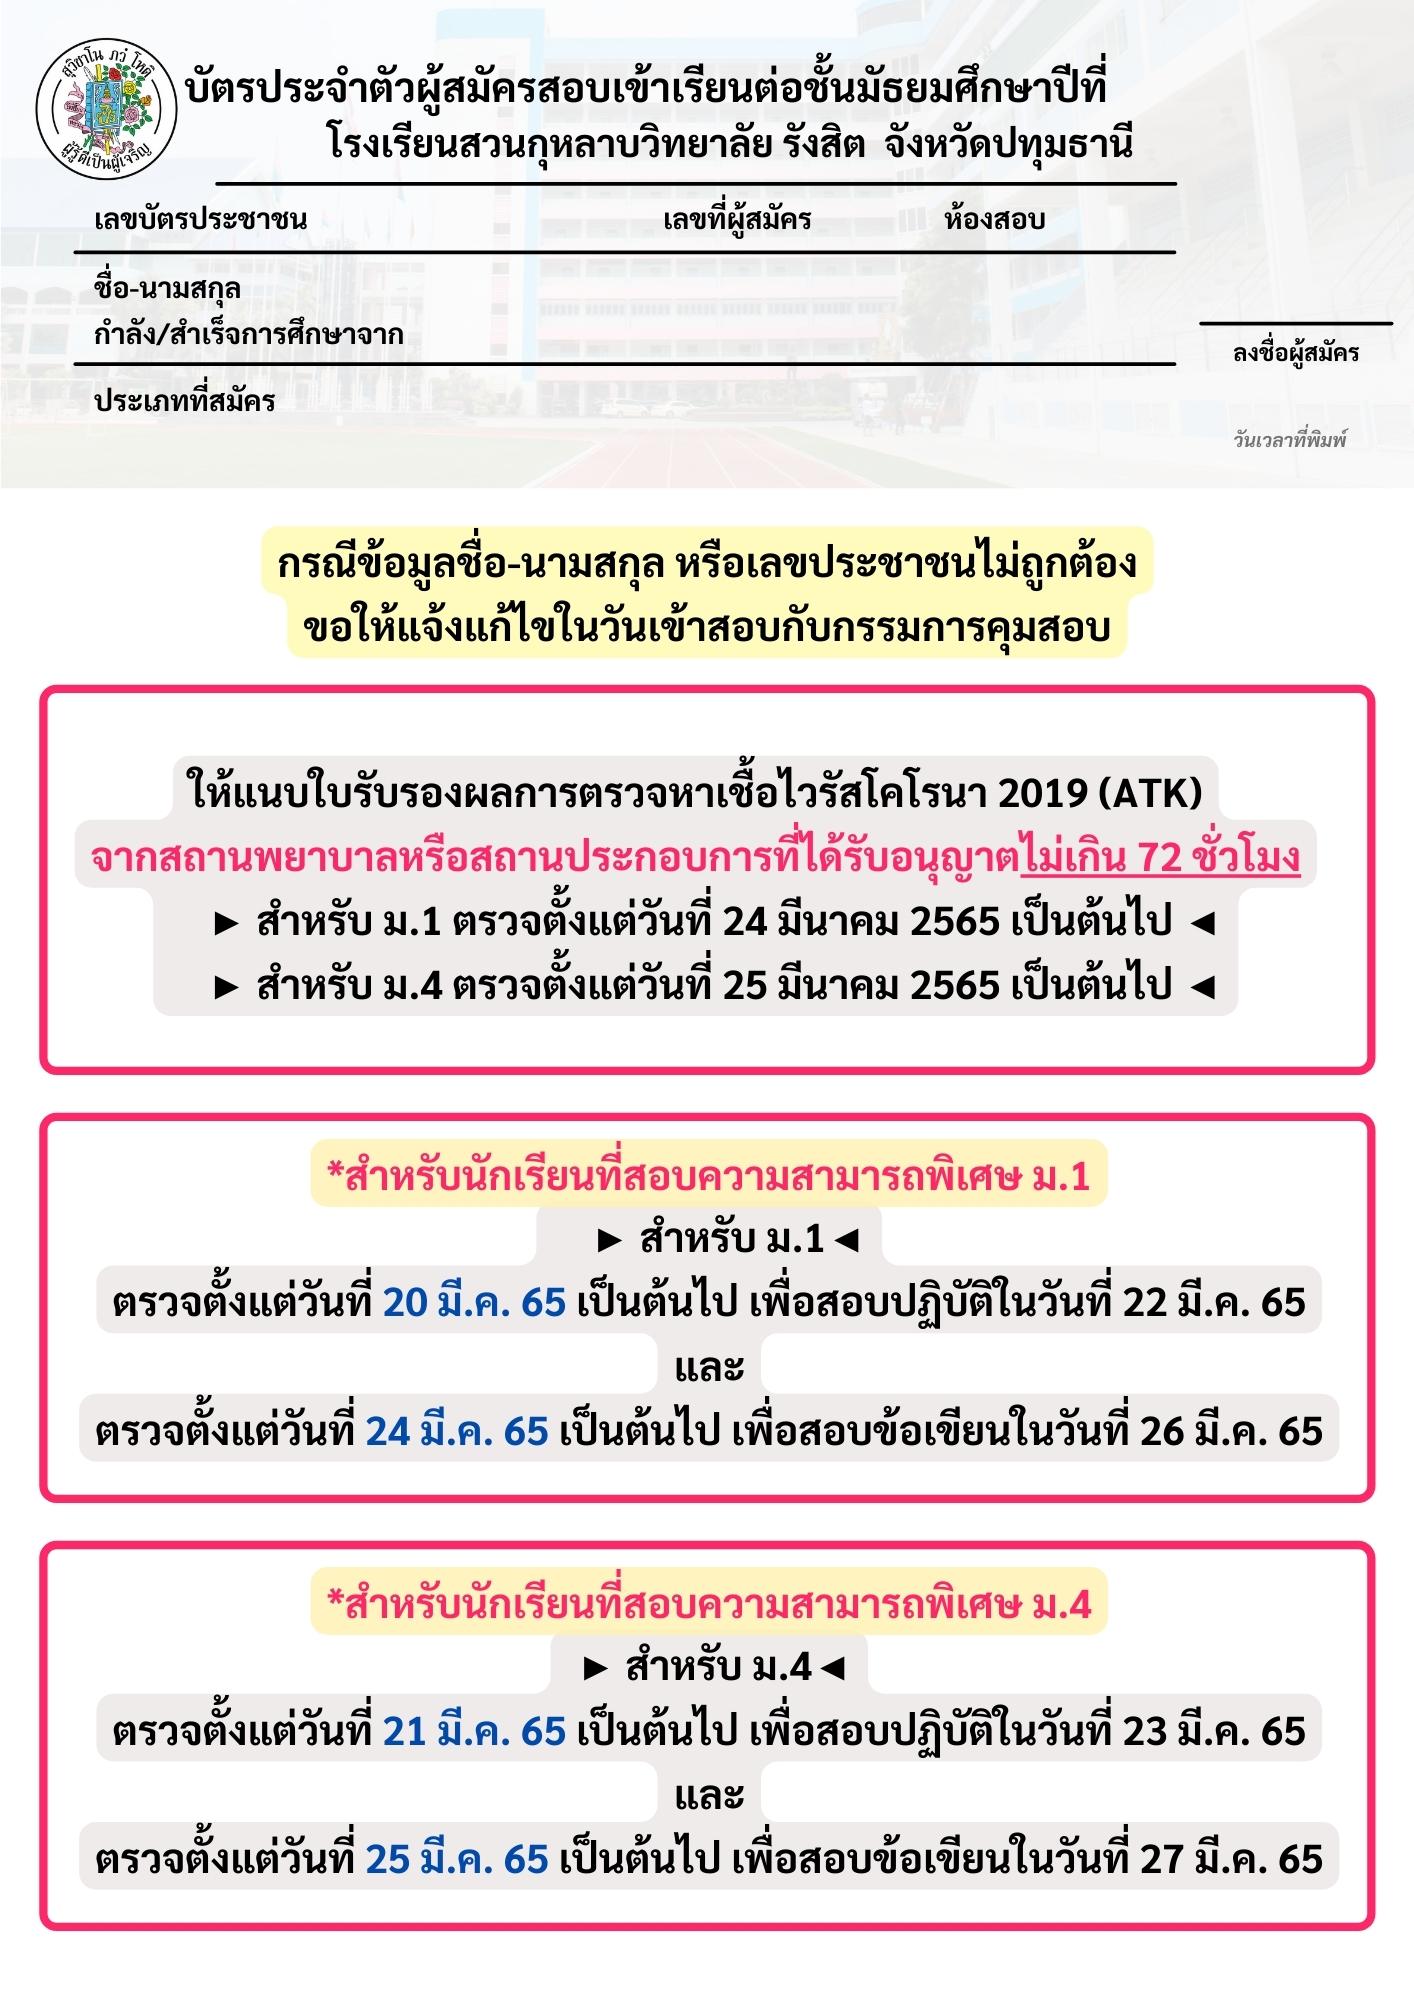 สุวิชาโน ภวํ โหติ
ผู้รู้ดีเป็นผู้เจริญ
บัตรประจำตัวผู้สมัครสอบเข้าเรียนต่อชั้นมัธยมศึกษาปีที่
โรงเรียนสวนกุหลาบวิทยาลัย รังสิต จังหวัดปทุมธานี
เลขบัตรประชาชน เลขที่ผู้สมัคร ห้องสอบ
ชื่อ-นามสกุล
กำลัง/สำเร็จการศึกษาจาก
ลงชื่อผู้สมัคร
ประเภทที่สมัคร
วันเวลาที่พิมพ์
กรณีข้อมูลชื่อ-นามสกุล หรือเลขประชาชนไม่ถูกต้อง
ขอให้แจ้งแก้ไขในวันเข้าสอบกับกรรมการคุมสอบ
ให้แนบใบรับรองผลการตรวจหาเชื้อไวรัสโคโรนา 2019 (ATK)
จากสถานพยาบาลหรือสถานประกอบการที่ได้รับอนุญาตไม่เกิน 72 ชั่วโมง
► สำหรับ ม.1 ตรวจตั้งแต่วันที่ 24 มีนาคม 2565 เป็นต้นไป ◄
► สำหรับ ม.4 ตรวจตั้งแต่วันที่ 25 มีนาคม 2565 เป็นต้นไป ◄
*สำหรับนักเรียนที่สอบความสามารถพิเศษ ม.1
► สำหรับ ม.1◄
ตรวจตั้งแต่วันที่ 20 มี.ค. 65 เป็นต้นไป เพื่อสอบปฏิบัติในวันที่ 22 มี.ค. 65
และ
ตรวจตั้งแต่วันที่ 24 มี.ค. 65 เป็นต้นไป เพื่อสอบข้อเขียนในวันที่ 26 มี.ค. 65
*สำหรับนักเรียนที่สอบความสามารถพิเศษ ม.4
► สำหรับ ม.4◄
ตรวจตั้งแต่วันที่ 21 มี.ค. 65 เป็นต้นไป เพื่อสอบปฏิบัติในวันที่ 23 มี.ค. 65
และ
ตรวจตั้งแต่วันที่ 25 มี.ค. 65 เป็นต้นไป เพื่อสอบข้อเขียนในวันที่ 27 มี.ค. 65